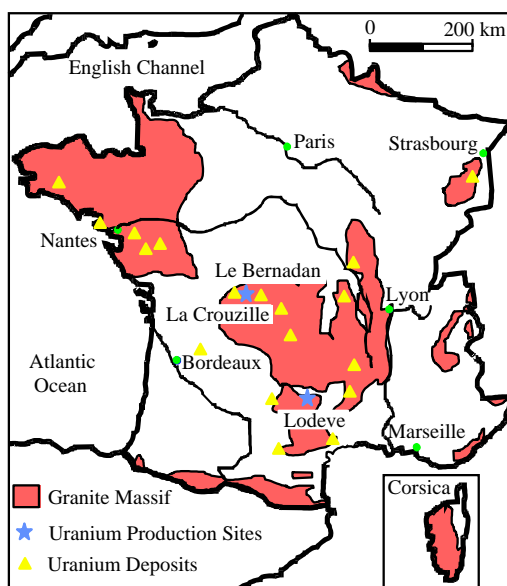 0 200 km
English Channel
Paris
Strasbourg
Nantes
Le Bernadan
La Crouzille
Lyon
Bordeaux
Atlantic
Ocean
Lodeve
Marseille
Granite Massif
Uranium Production Sites
Uranium Deposits
Corsica